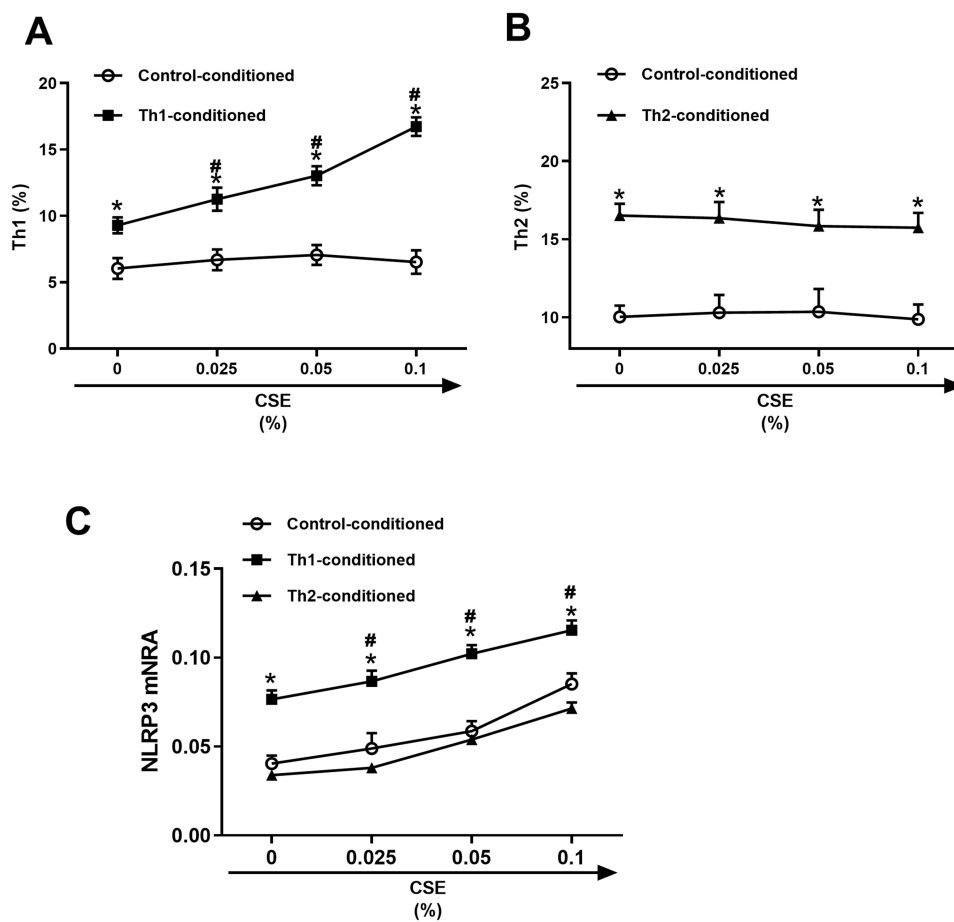 A
Control-conditioned
Th1-conditioned
20
15
10
5
0
Th1 (%)
#
*
#
*
#
*
*
0 0.025 0.05 0.1
CSE
(%)
B
Control-conditioned
Th2-conditioned
25
20
15
10
Th2 (%)
* * * *
0 0.025 0.05 0.1
CSE
(%)
C
Control-conditioned
Th1-conditioned
Th2-conditioned
0.15
0.10
0.05
0.00
NLRP3 mNRA
#
*
#
*
#
*
*
0 0.025 0.05 0.1
CSE
(%)